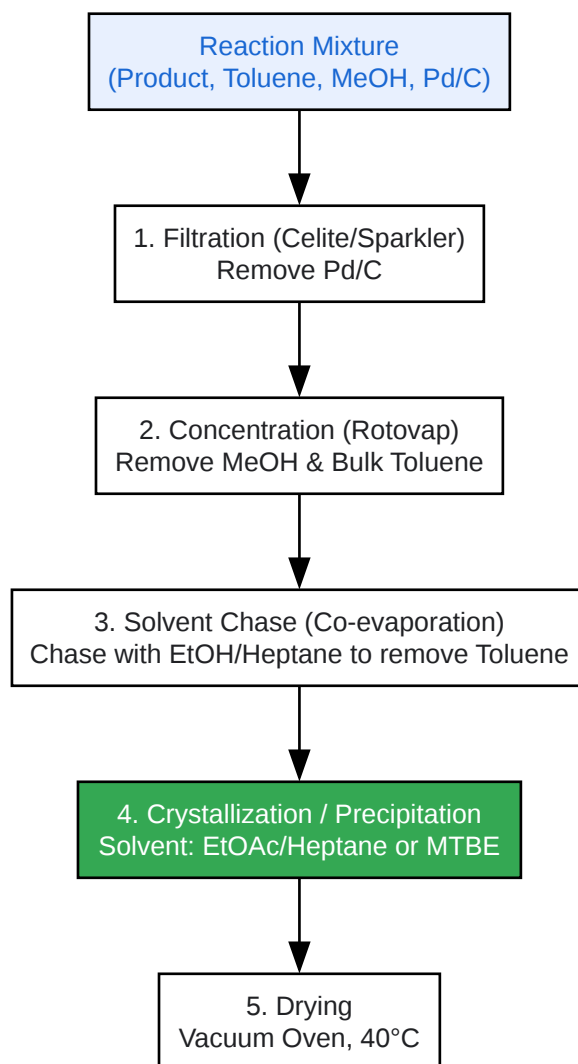 Reaction Mixture
(Product, Toluene, MeOH, Pd/C)
1. Filtration (Celite/Sparkler)
Remove Pd/C
2. Concentration (Rotovap)
Remove MeOH & Bulk Toluene
3. Solvent Chase (Co-evaporation)
Chase with EtOH/Heptane to remove Toluene
4. Crystallization / Precipitation
Solvent: EtOAc/Heptane or MTBE
5. Drying
Vacuum Oven, 40°C